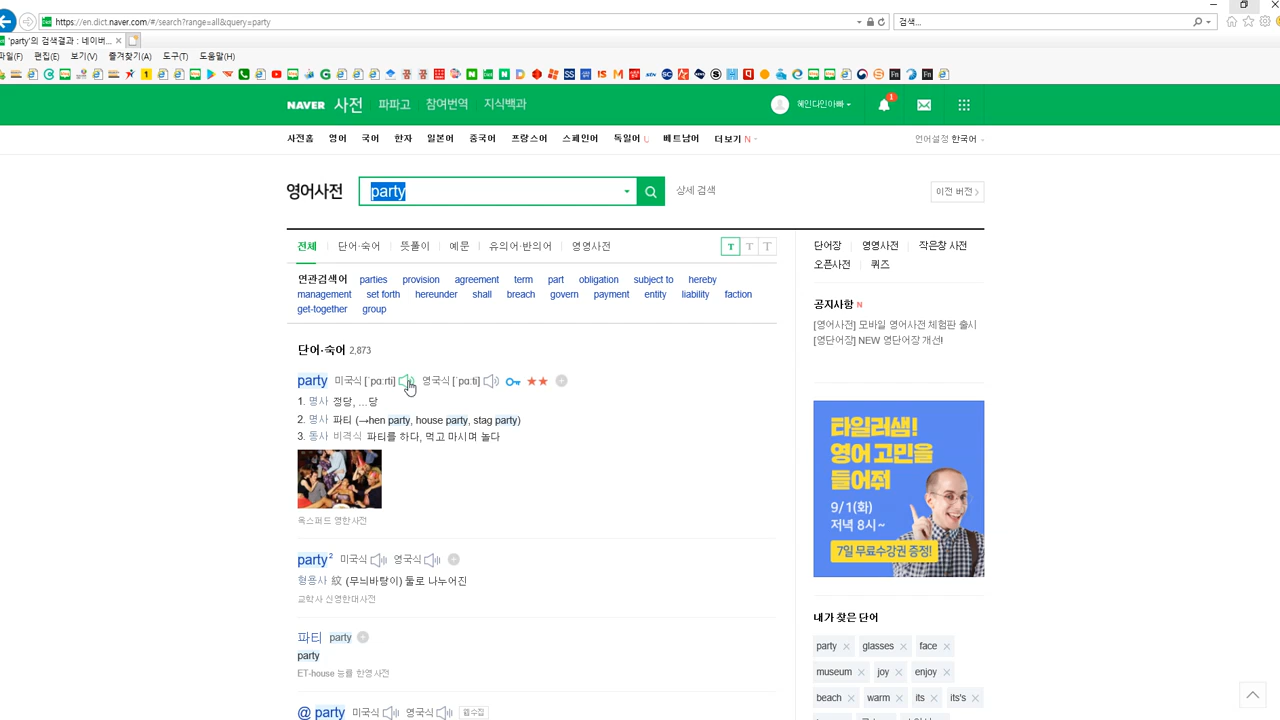 https://en.dict.naver.com/#/search?range=all&query=party
검색...
'party'의 검색결과 : 네이버...
파일(F) 편집(E) 보기(V) 즐겨찾기(A) 도구(T) 도움말(H)
NAVER 사전 파파고 참여번역 지식백과
혜인다인아빠
1
사전홈 영어 국어 한자 일본어 중국어 프랑스어 스페인어 독일어 U 베트남어 더보기 N
언어설정 한국어
영어사전 party 상세 검색
이전 버전
전체 단어·숙어 뜻풀이 예문 유의어·반의어 영영사전
T T T
단어장 영영사전 작은창 사전
오픈사전 퀴즈
연관검색어 parties provision agreement term part obligation subject to hereby
management set forth hereunder shall breach govern payment entity liability faction
get-together group
공지사항 N
[영어사전] 모바일 영어사전 체험판 출시
[영단어장] NEW 영단어장 개선!
단어·숙어 2,873
party 미국식 [ˈpɑːrti] 영국식 [ˈpɑːti] ★★
1. 명사 정당, …당
2. 명사 파티 (→hen party, house party, stag party)
3. 동사 비격식 파티를 하다, 먹고 마시며 놀다
옥스퍼드 영한사전
타일러샘!
영어 고민을
들어줘
9/1(화)
저녁 8시~
7일 무료수강권 증정!
party2 미국식 영국식
형용사 紋 (무늬바탕이) 둘로 나누어진
교학사 신영한대사전
파티 party
party
ET-house 능률 한영사전
@ party 미국식 영국식 웹수집
내가 찾은 단어
party glasses face
museum joy enjoy
beach warm its its's